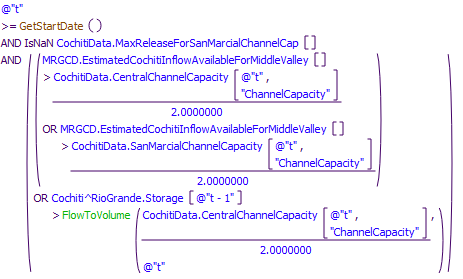 @"t"
>= GetStartDate ()
AND IsNaN CochitiData.MaxReleaseForSanMarcialChannelCap []
AND MRGCD.EstimatedCochitiInflowAvailableForMiddleValley []
> CochitiData.CentralChannelCapacity [ @"t" ,
"ChannelCapacity" ]
2.0000000
OR MRGCD.EstimatedCochitiInflowAvailableForMiddleValley []
> CochitiData.SanMarcialChannelCapacity [ @"t" ,
"ChannelCapacity" ]
2.0000000
OR Cochiti^RioGrande.Storage [ @"t - 1" ]
> FlowToVolume ( CochitiData.CentralChannelCapacity [ @"t" , ] ,
"ChannelCapacity"
2.0000000
@"t"